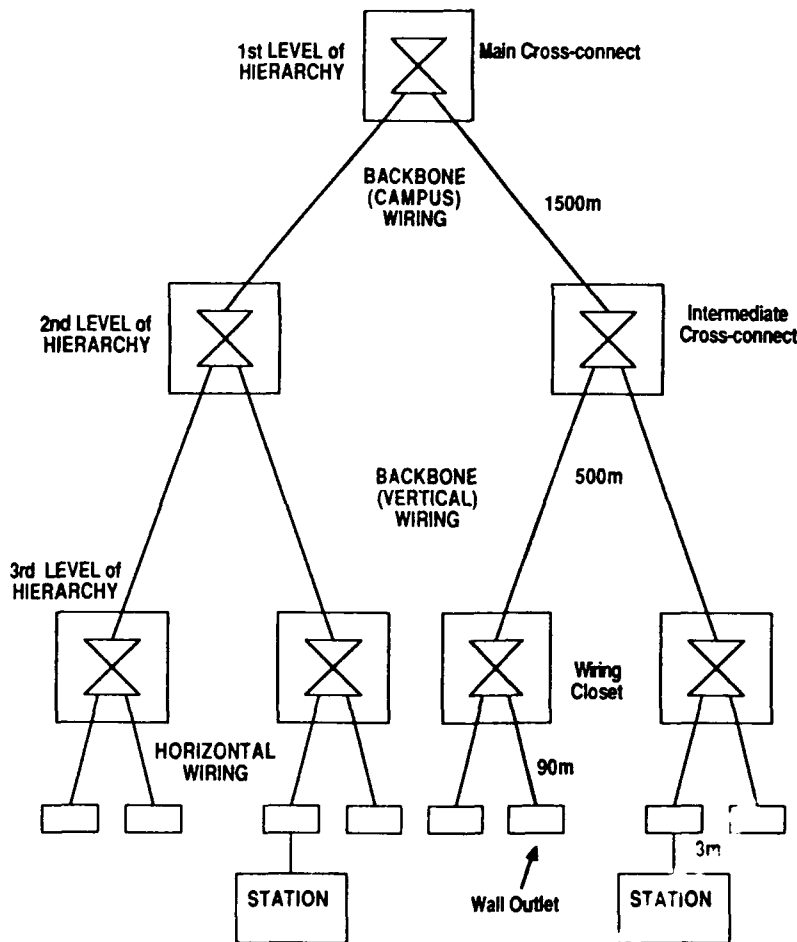 1st LEVEL of
HIERARCHY
Main Cross-connect
BACKBONE
(CAMPUS)
WIRING
1500m
2nd LEVEL of
HIERARCHY
Intermediate
Cross-connect
BACKBONE
(VERTICAL)
WIRING
500m
3rd LEVEL of
HIERARCHY
Wiring
Closet
HORIZONTAL
WIRING
90m
3m
STATION
Wall Outlet
STATION